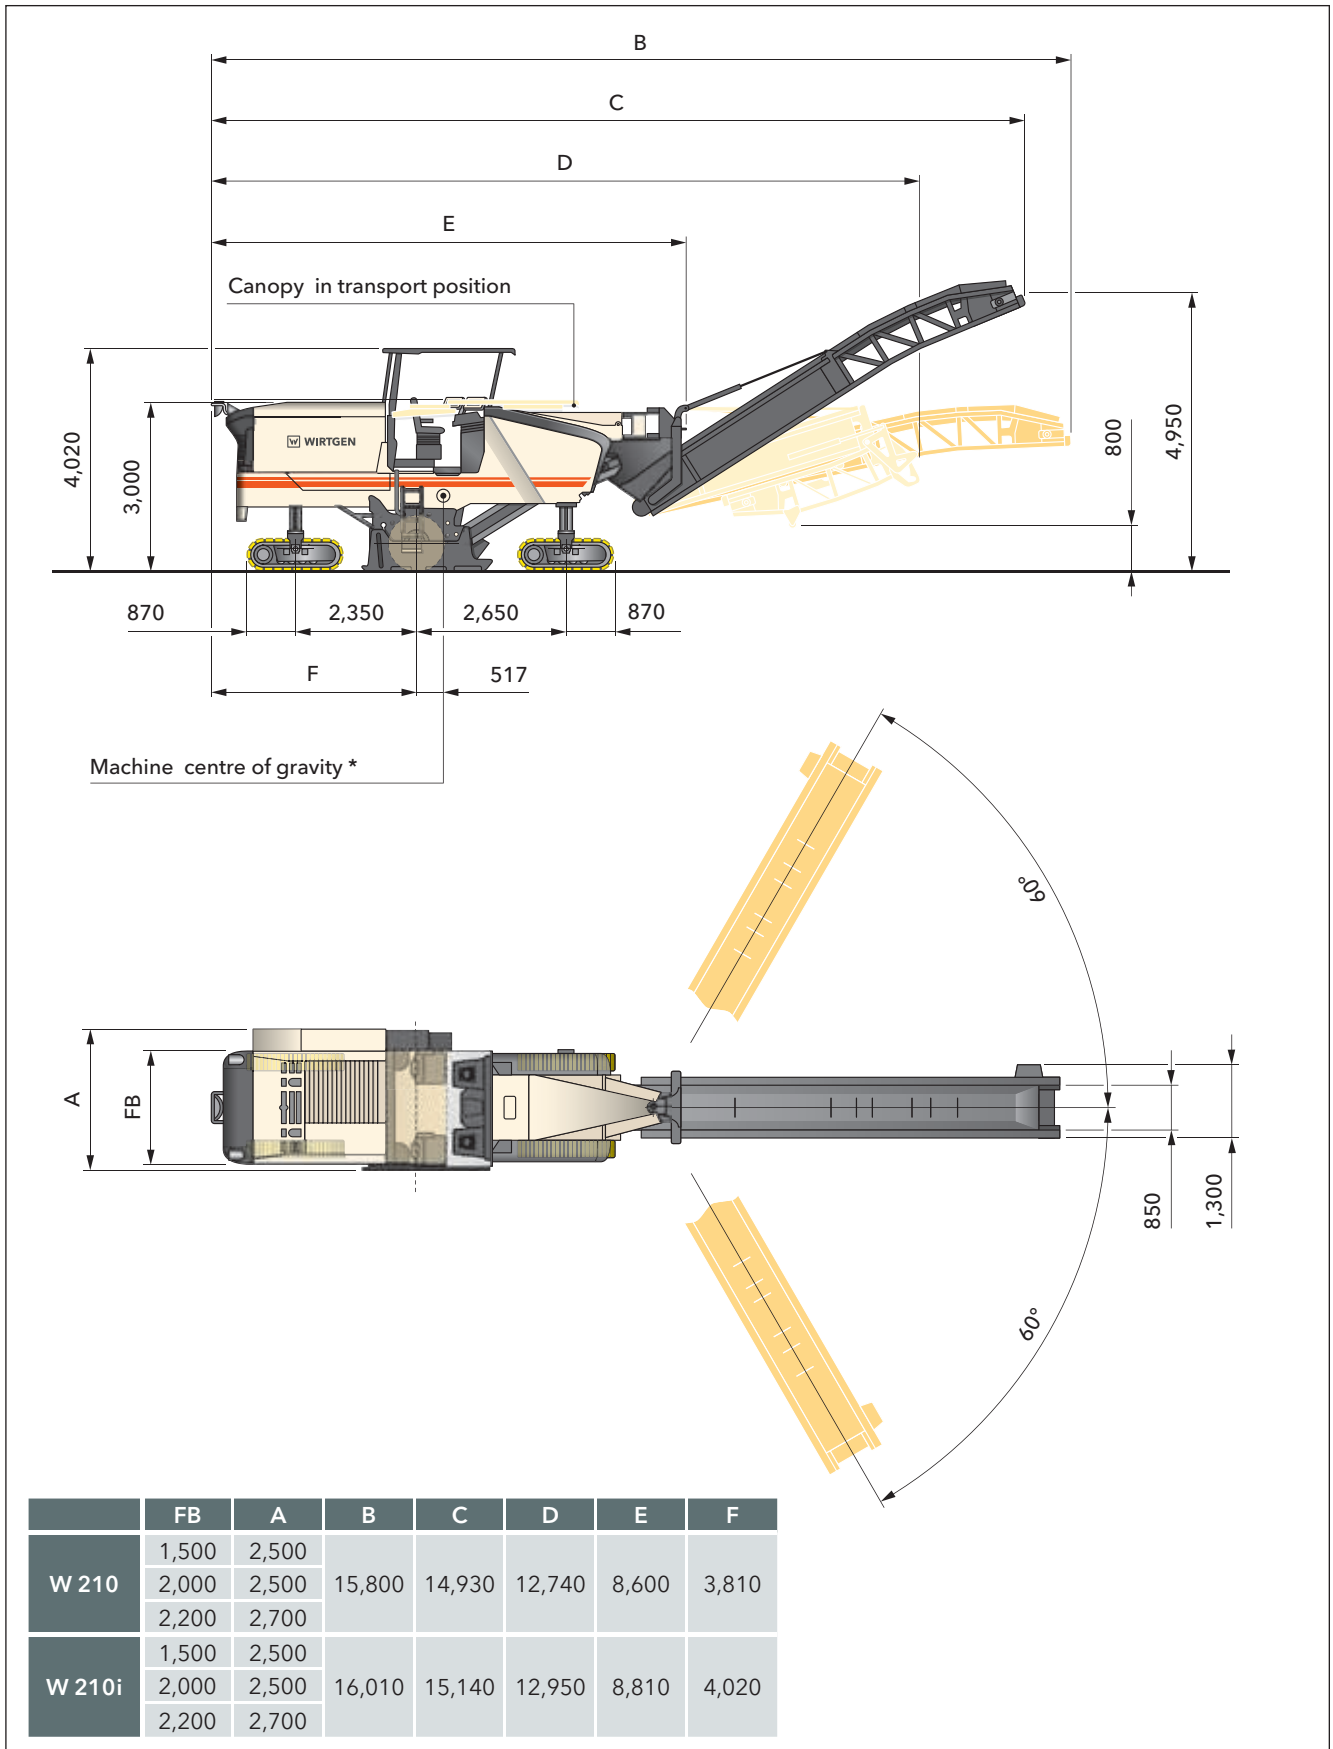 B
C
D
E
Canopy in transport position
4,020
3,000
WIRTGEN
800
4,950
870
2,350
2,650
870
F
517
Machine centre of gravity *
60°
A
FB
850
1,300
60°
FB A B C D E F
1,500 2,500
W 210 2,000 2,500 15,800 14,930 12,740 8,600 3,810
2,200 2,700
1,500 2,500
W 210i 2,000 2,500 16,010 15,140 12,950 8,810 4,020
2,200 2,700